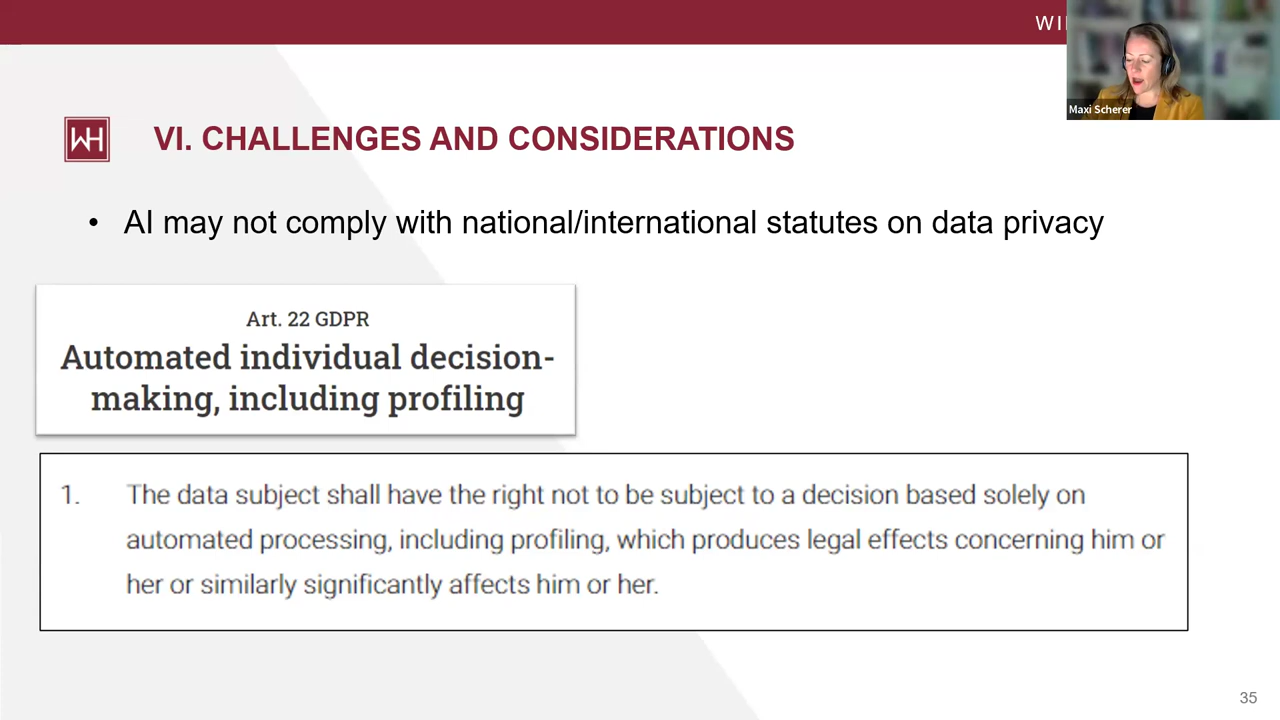 WI
Maxi Scherer
WH
VI. CHALLENGES AND CONSIDERATIONS
• AI may not comply with national/international statutes on data privacy
Art. 22 GDPR
Automated individual decision-
making, including profiling
1. The data subject shall have the right not to be subject to a decision based solely on
automated processing, including profiling, which produces legal effects concerning him or
her or similarly significantly affects him or her.
35